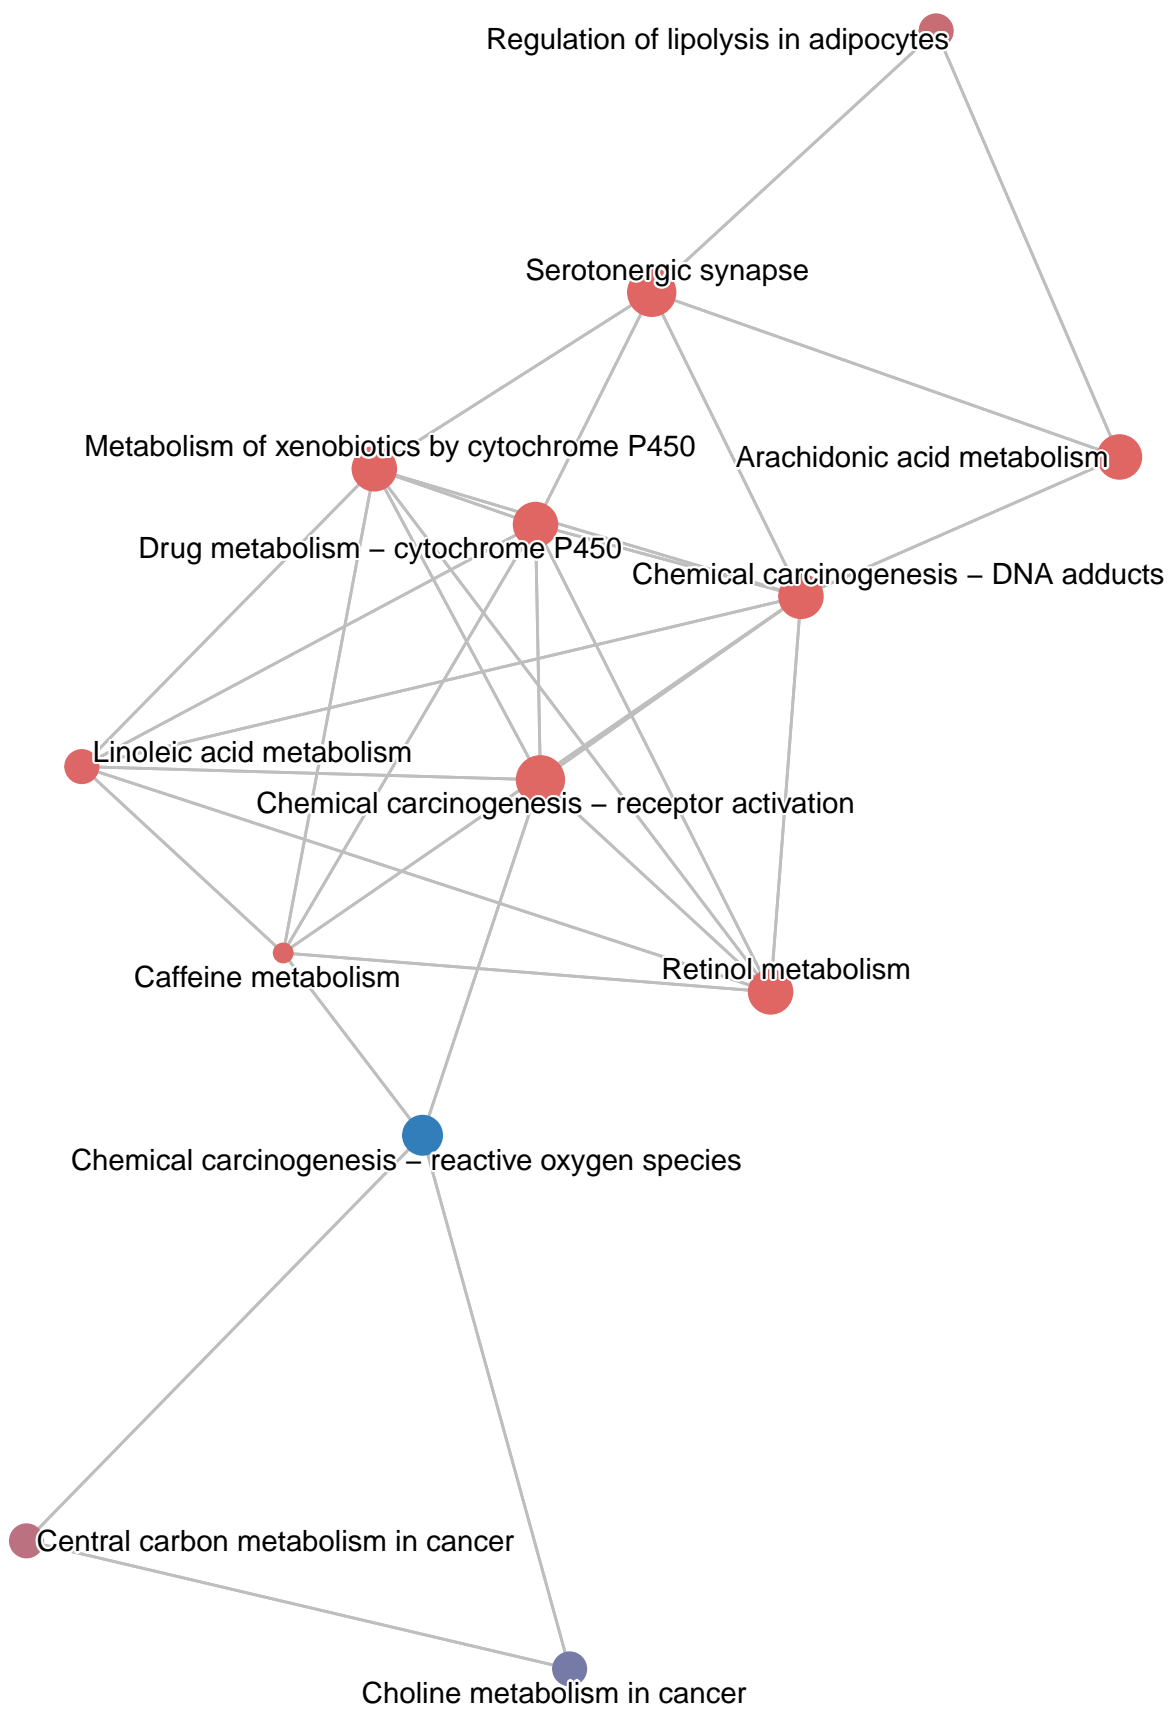 Regulation of lipolysis in adipocytes
Serotonergic synapse
Metabolism of xenobiotics by cytochrome P450
Arachidonic acid metabolism
Drug metabolism – cytochrome P450
Chemical carcinogenesis – DNA adducts
Linoleic acid metabolism
Chemical carcinogenesis – receptor activation
Retinol metabolism
Caffeine metabolism
Chemical carcinogenesis – reactive oxygen species
Central carbon metabolism in cancer
Choline metabolism in cancer